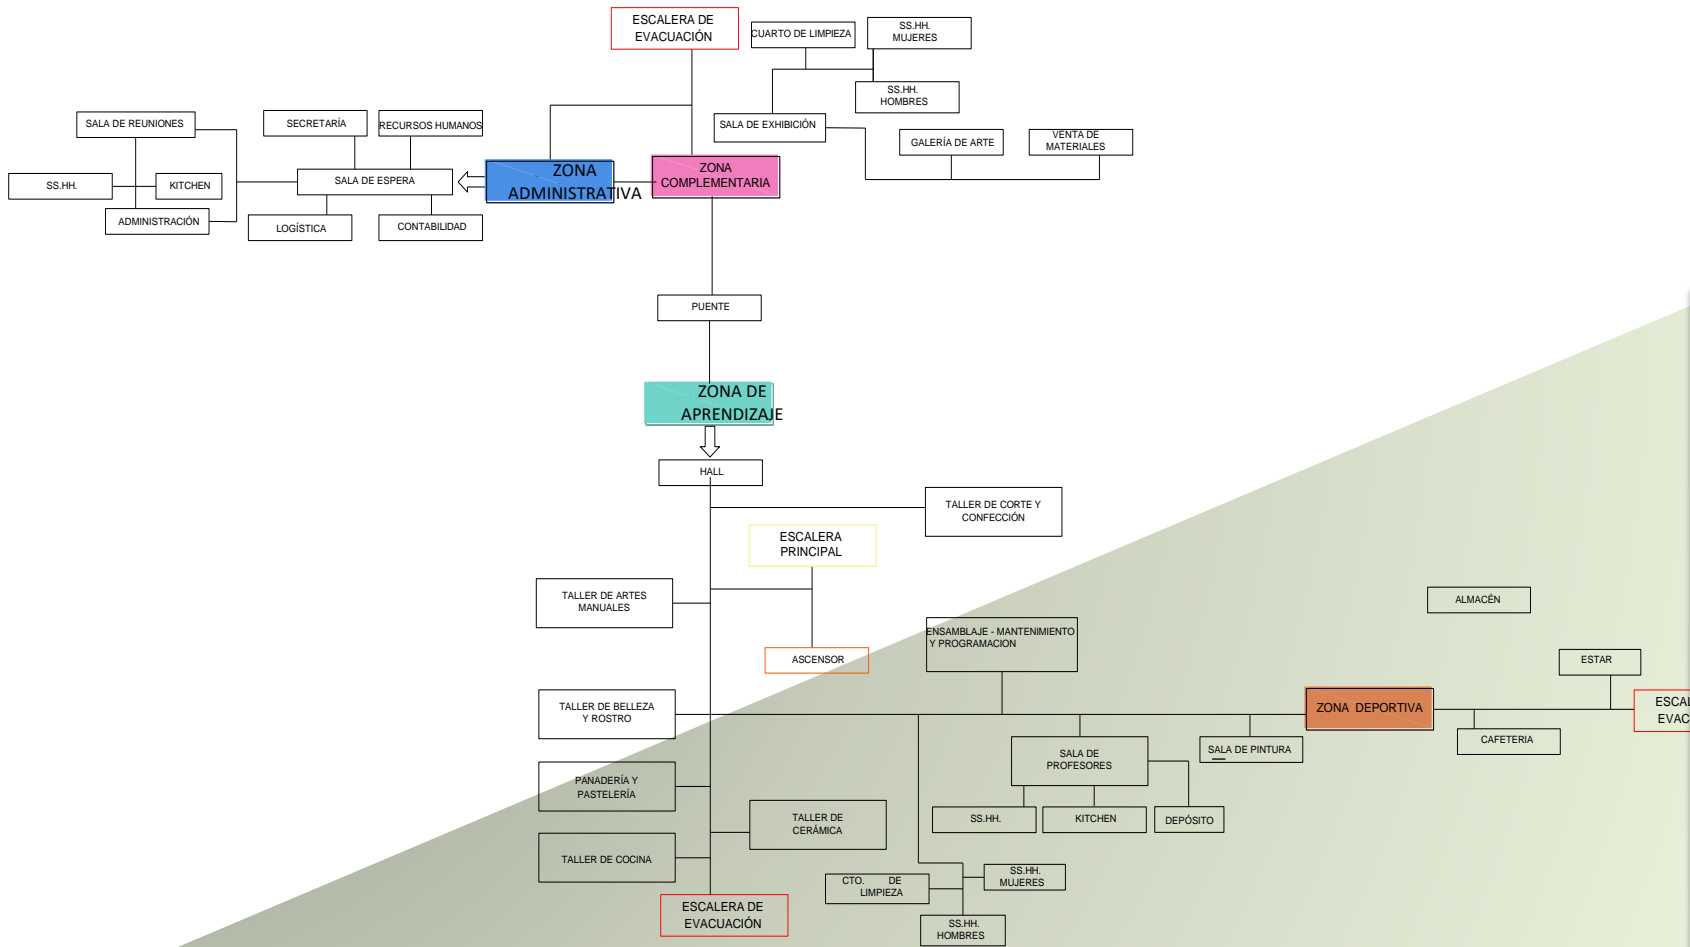 ESCALERA DE
EVACUACIÓN
CUARTO DE LIMPIEZA
SS.HH.
MUJERES
SS.HH.
HOMBRES
SALA DE REUNIONES
SECRETARÍA
RECURSOS HUMANOS
SALA DE EXHIBICIÓN
GALERÍA DE ARTE
VENTA DE
MATERIALES
SS.HH.
KITCHEN
SALA DE ESPERA
ZONA
ADMINISTRATIVA
ZONA
COMPLEMENTARIA
ADMINISTRACIÓN
LOGÍSTICA
CONTABILIDAD
PUENTE
ZONA DE
APRENDIZAJE
HALL
TALLER DE CORTE Y
CONFECCIÓN
ESCALERA
PRINCIPAL
TALLER DE ARTES
MANUALES
ALMACÉN
ASCENSOR
ENSAMBLAJE - MANTENIMIENTO
Y PROGRAMACION
ESTAR
TALLER DE BELLEZA
Y ROSTRO
ZONA DEPORTIVA
ESCAL
EVAC
CAFETERIA
SALA DE
PROFESORES
SALA DE PINTURA
PANADERÍA Y
PASTELERÍA
SS.HH.
KITCHEN
DEPÓSITO
TALLER DE
CERÁMICA
TALLER DE COCINA
CTO. DE
LIMPIEZA
SS.HH.
MUJERES
SS.HH.
HOMBRES
ESCALERA DE
EVACUACIÓN